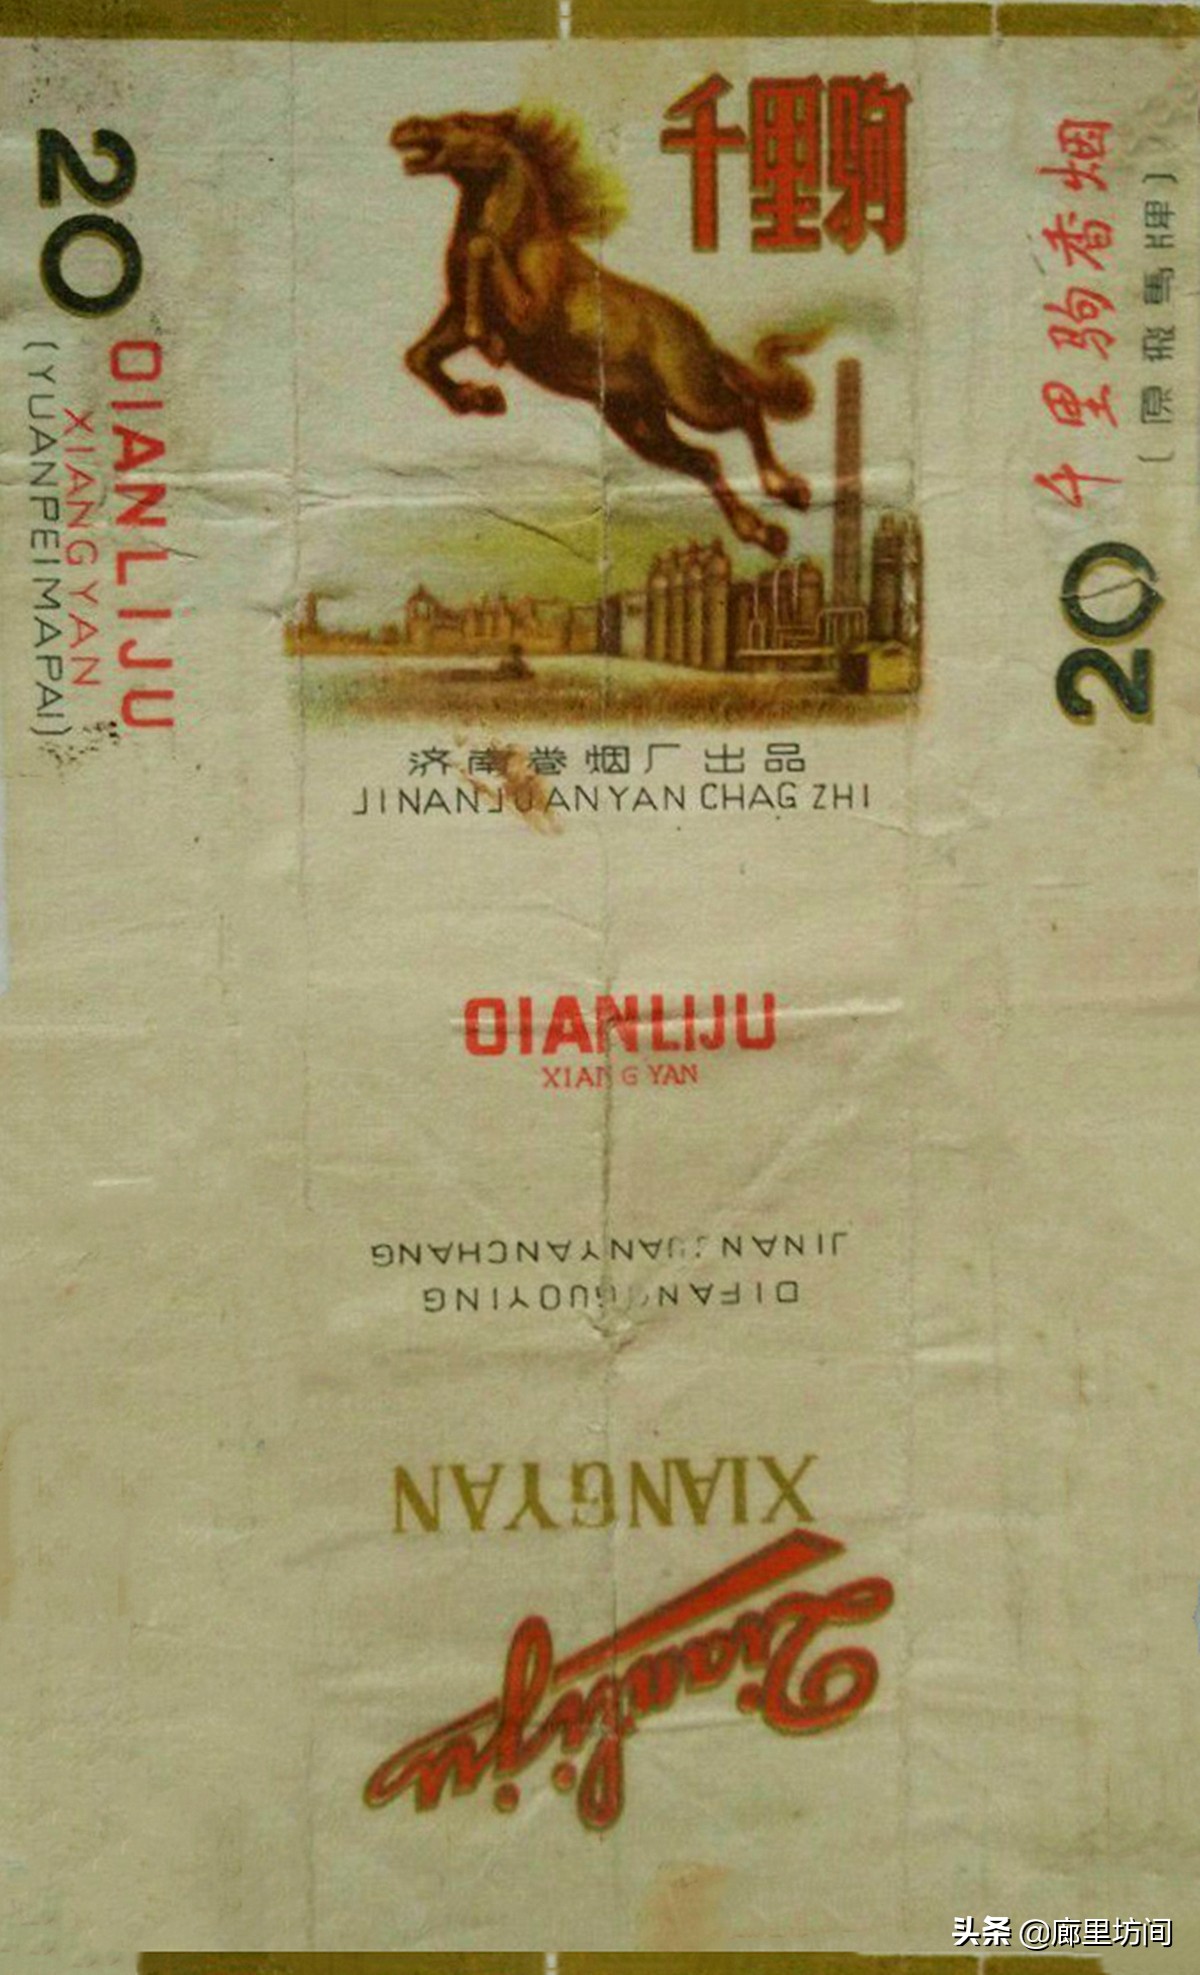 千里驹
济南卷烟厂出品
JINANJUANYAN CHAG ZHI
20
QIANLIJU
XIANGYAN
(YUANPEIMAPAI)
20 千里驹香烟
(原飛馬牌)
QIANLIJU
XIANG YAN
JINANJUANYANCHANG
DIFANGGUOYING
XIANGYAN
Qianliju
头条 @廊里坊间